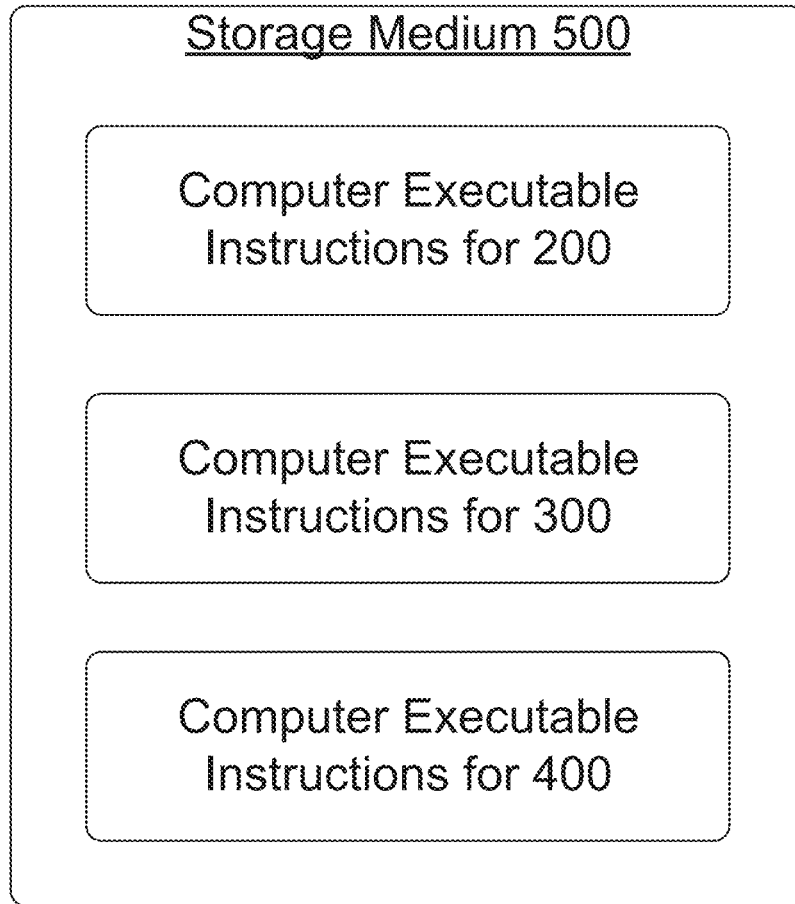 Storage Medium 500
Computer Executable
Instructions for 200
Computer Executable
Instructions for 300
Computer Executable
Instructions for 400